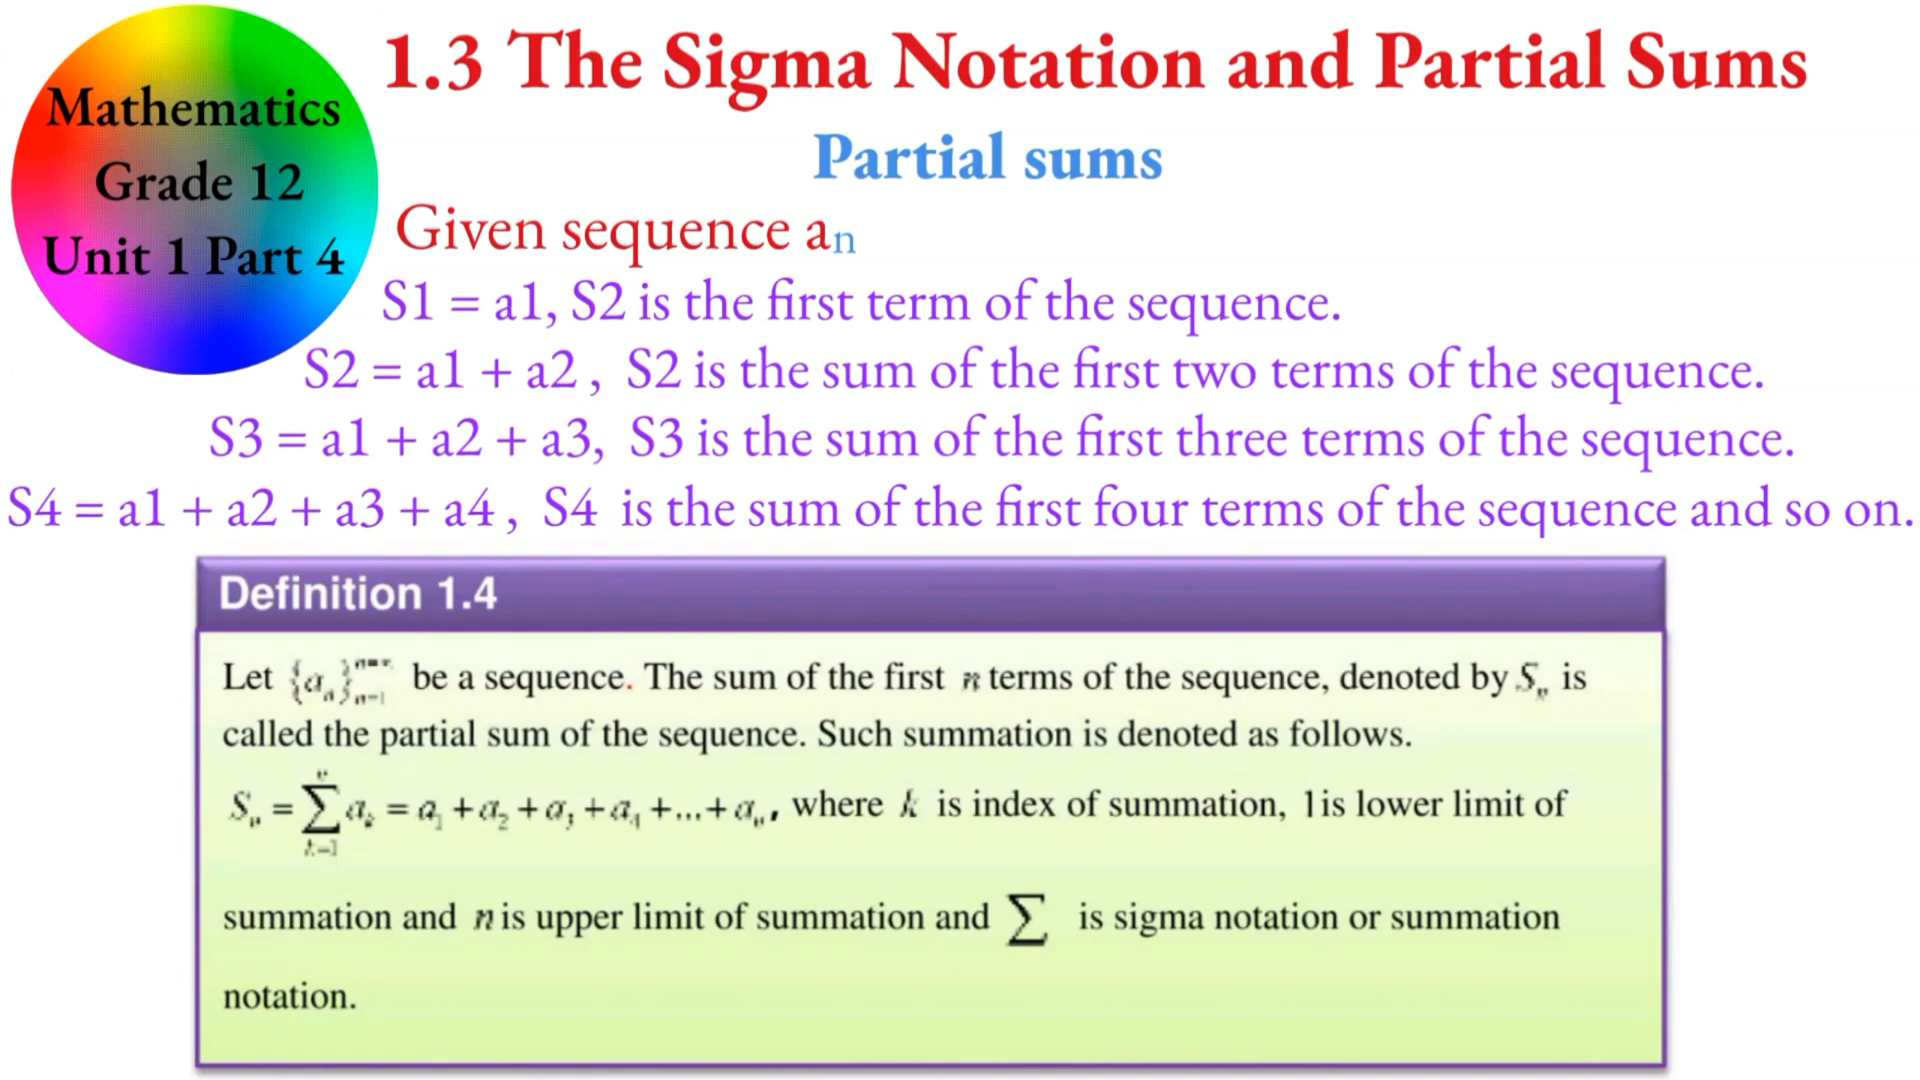 Mathematics
Grade 12
Unit 1 Part 4
1.3 The Sigma Notation and Partial Sums
Partial sums
Given sequence aₙ
S1 = a1, S2 is the first term of the sequence.
S2 = a1 + a2 , S2 is the sum of the first two terms of the sequence.
S3 = a1 + a2 + a3, S3 is the sum of the first three terms of the sequence.
S4 = a1 + a2 + a3 + a4 , S4 is the sum of the first four terms of the sequence and so on.
Definition 1.4
Let {aₙ} be a sequence. The sum of the first n terms of the sequence, denoted by Sₙ is
called the partial sum of the sequence. Such summation is denoted as follows.
Sₙ = ∑ₖ₌₁ⁿ aₖ = a₁ + a₂ + a₃ + a₄ + ... + aₙ, where k is index of summation, 1 is lower limit of
summation and n is upper limit of summation and ∑ is sigma notation or summation
notation.